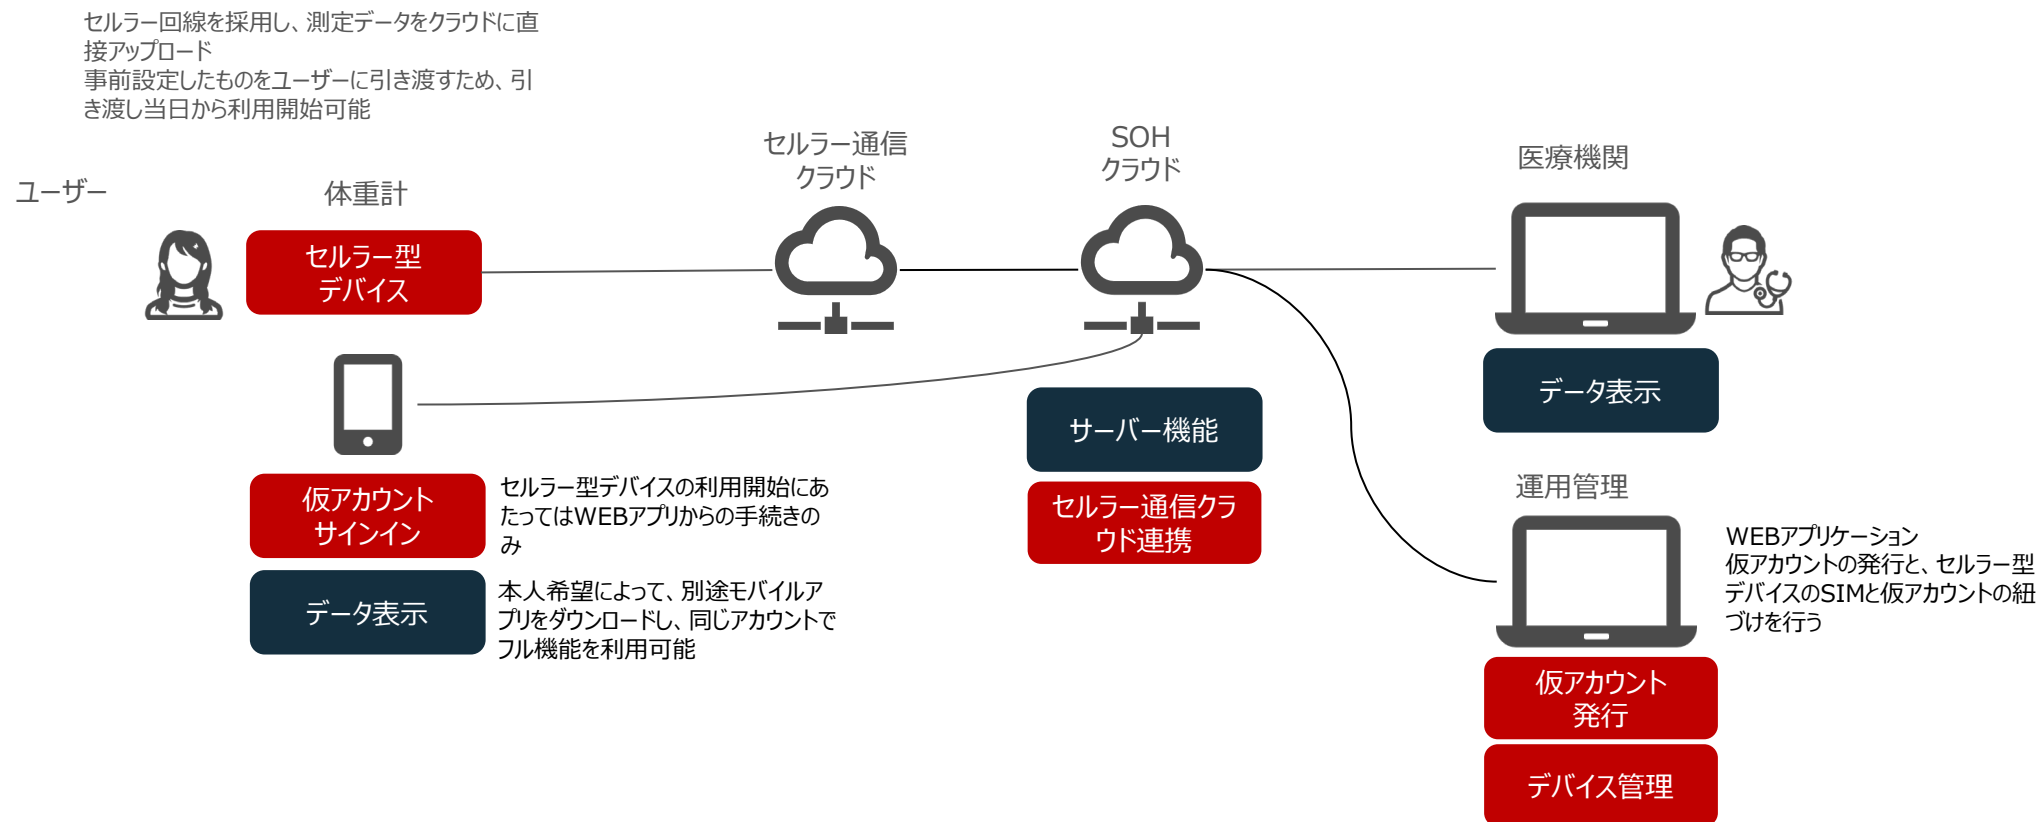 セルラー回線を採用し、測定データをクラウドに直
接アップロード
事前設定したものをユーザーに引き渡すため、引
き渡し当日から利用開始可能
ユーザー
体重計
セルラー型
デバイス
セルラー通信
クラウド
SOH
クラウド
医療機関
データ表示
サーバー機能
セルラー通信クラ
ウド連携
仮アカウント
サインイン
セルラー型デバイスの利用開始にあ
たってはWEBアプリからの手続きの
み
データ表示
本人希望によって、別途モバイルア
プリをダウンロードし、同じアカウントで
フル機能を利用可能
運用管理
WEBアプリケーション
仮アカウントの発行と、セルラー型
デバイスのSIMと仮アカウントの紐
づけを行う
仮アカウント
発行
デバイス管理